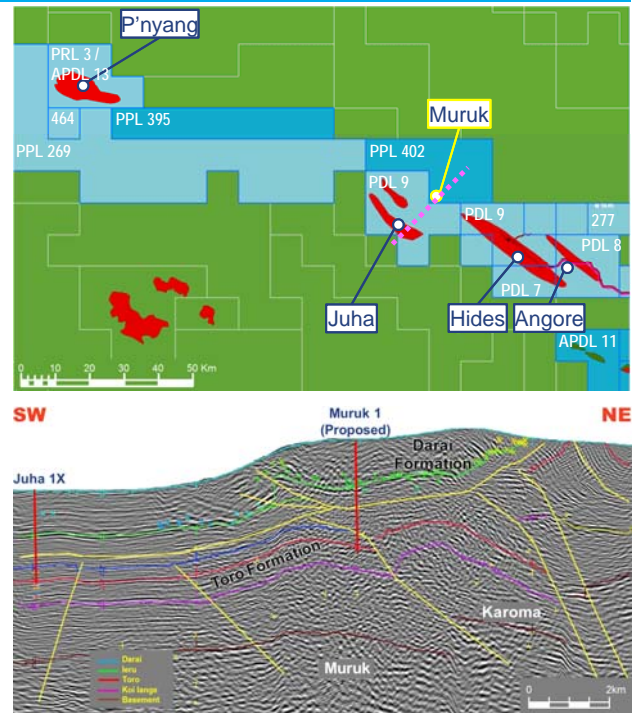 P'nyang
PRL 3 /
APDL 13
464
PPL 395
PPL 269
Muruk
PPL 402
PDL 9
PDL 9
277
PDL 8
PDL 7
Juha
Hides
Angore
APDL 11
0 10 20 30 40 50 Km
SW
Muruk 1
(Proposed)
NE
Darai
Formation
Juha 1X
Toro Formation
Karoma
Muruk
Darai
Ieru
Toro
Koi Iange
Basement
0 2km